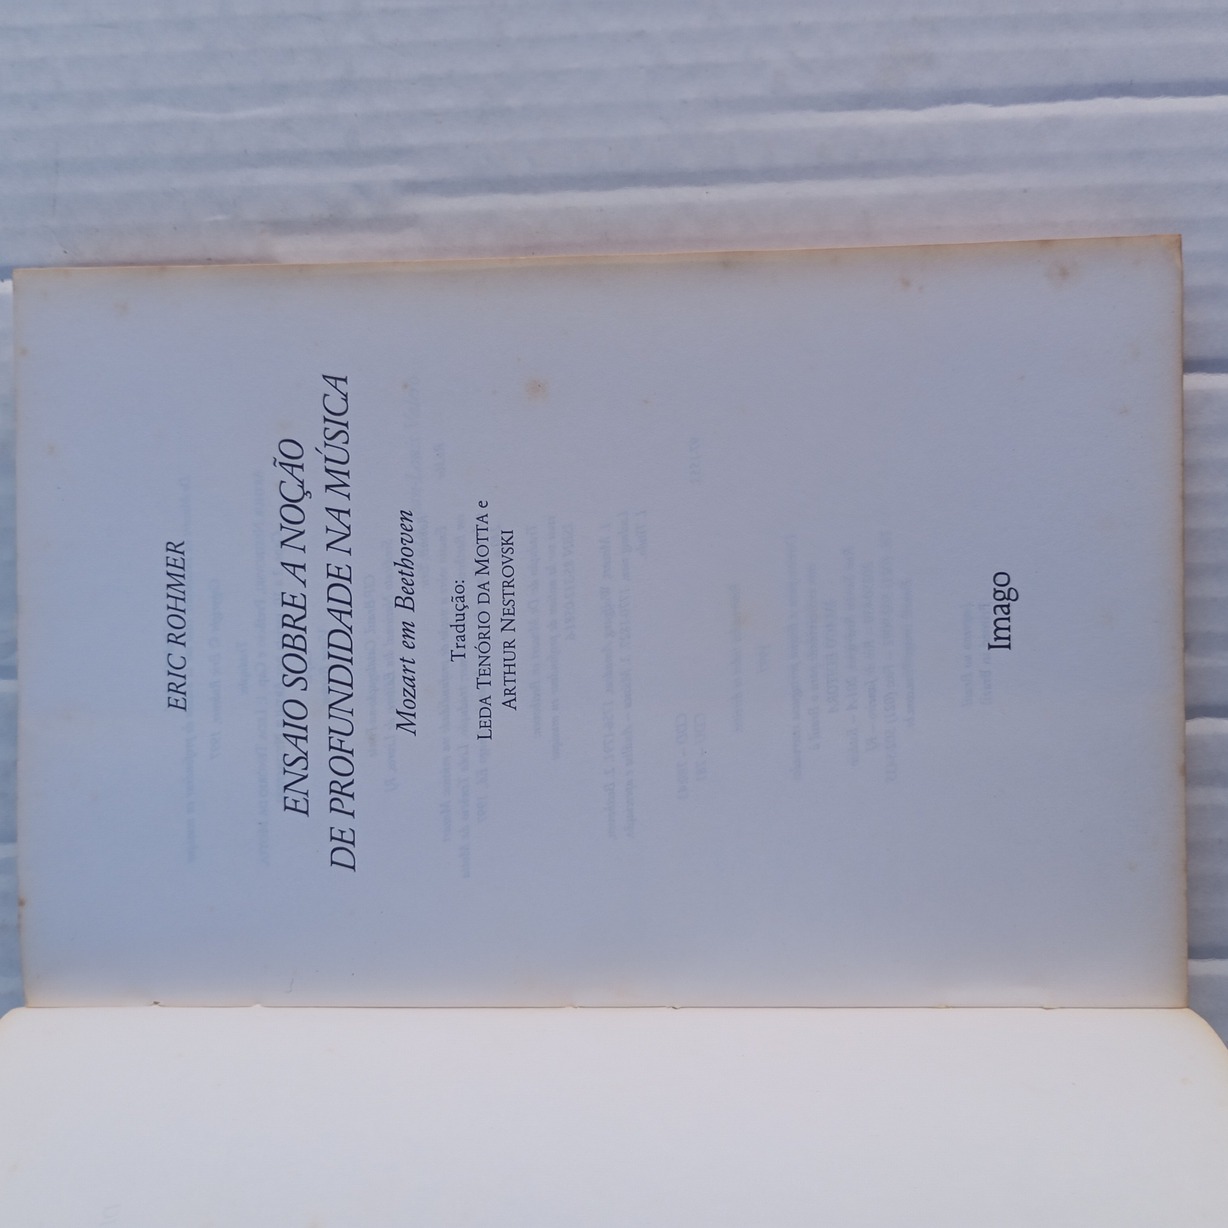 ERIC ROHMER
ENSAIO SOBRE A NOÇÃO
DE PROFUNDIDADE NA MÚSICA
Mozart em Beethoven
Tradução:
LEDA TENÓRIO DA MOTTA e
ARTHUR NESTROVSKI
Imago